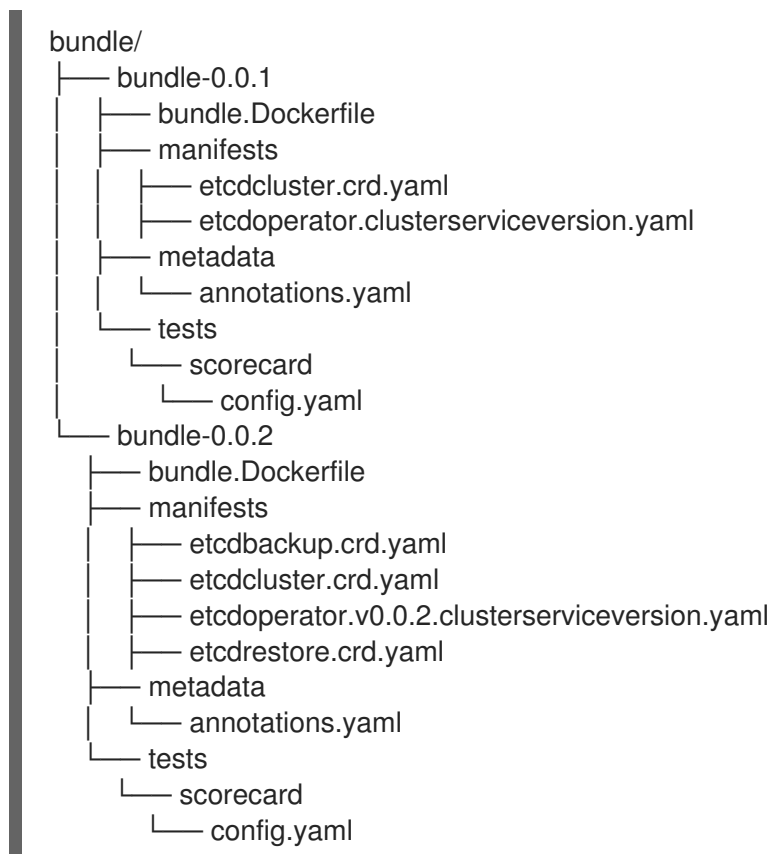 bundle/
├── bundle-0.0.1
│   ├── bundle.Dockerfile
│   ├── manifests
│   │   ├── etcdcluster.crd.yaml
│   │   ├── etcdoperator.clusterserviceversion.yaml
│   ├── metadata
│   │   └── annotations.yaml
│   └── tests
│       └── scorecard
│           └── config.yaml
└── bundle-0.0.2
    ├── bundle.Dockerfile
    ├── manifests
    │   ├── etcdbackup.crd.yaml
    │   ├── etcdcluster.crd.yaml
    │   ├── etcdoperator.v0.0.2.clusterserviceversion.yaml
    │   ├── etcdrestore.crd.yaml
    ├── metadata
    │   └── annotations.yaml
    └── tests
        └── scorecard
            └── config.yaml